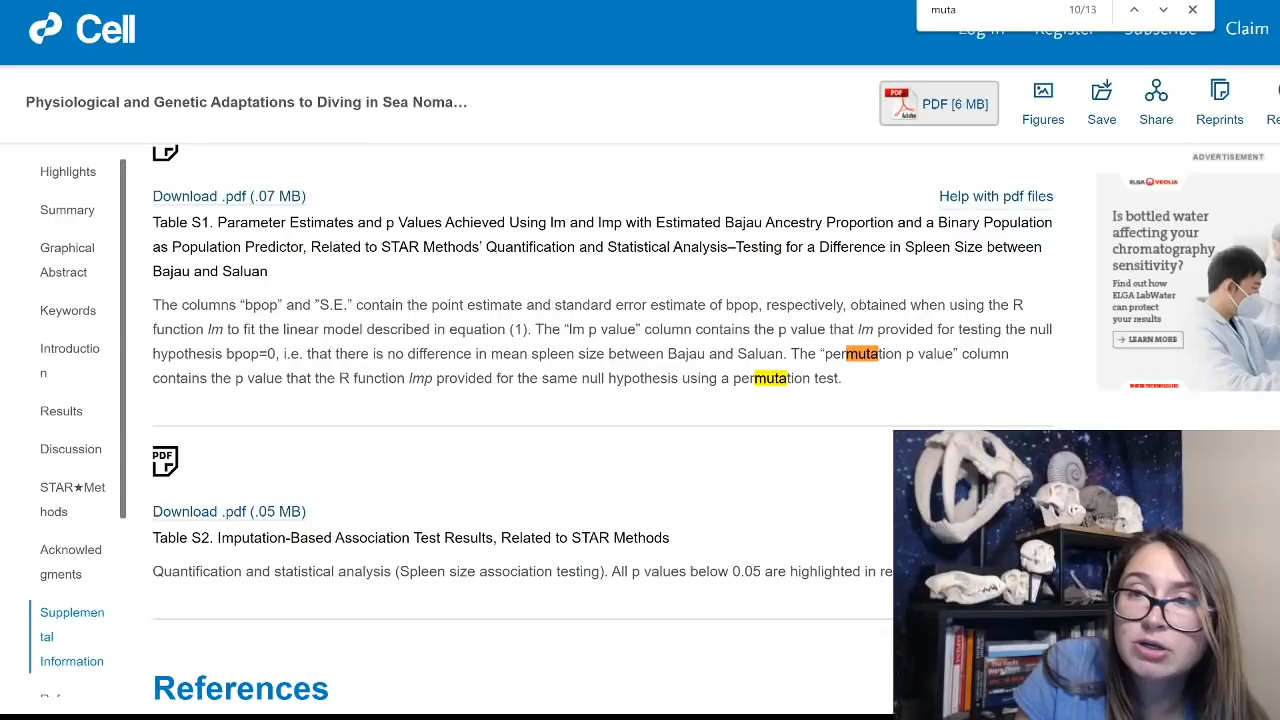 muta 10/13
Cell
Claim
Physiological and Genetic Adaptations to Diving in Sea Noma...
PDF
Adobe
PDF [6 MB]
Figures
Save
Share
Reprints
Highlights
Summary
Graphical
Abstract
Keywords
Introductio
n
Results
Discussion
STAR★Met
hods
Acknowled
gments
Supplemen
tal
Information
Download .pdf (.07 MB)
Help with pdf files
Table S1. Parameter Estimates and p Values Achieved Using lm and lmp with Estimated Bajau Ancestry Proportion and a Binary Population
as Population Predictor, Related to STAR Methods' Quantification and Statistical Analysis–Testing for a Difference in Spleen Size between
Bajau and Saluan
The columns “bpop” and ”S.E.” contain the point estimate and standard error estimate of bpop, respectively, obtained when using the R
function lm to fit the linear model described in equation (1). The “lm p value” column contains the p value that lm provided for testing the null
hypothesis bpop=0, i.e. that there is no difference in mean spleen size between Bajau and Saluan. The “permutation p value” column
contains the p value that the R function lmp provided for the same null hypothesis using a permutation test.
PDF
Download .pdf (.05 MB)
Table S2. Imputation-Based Association Test Results, Related to STAR Methods
Quantification and statistical analysis (Spleen size association testing). All p values below 0.05 are highlighted in re
References
ADVERTISEMENT
ELGA VEOLIA
Is bottled water
affecting your
chromatography
sensitivity?
Find out how
ELGA LabWater
can protect
your results
→ LEARN MORE